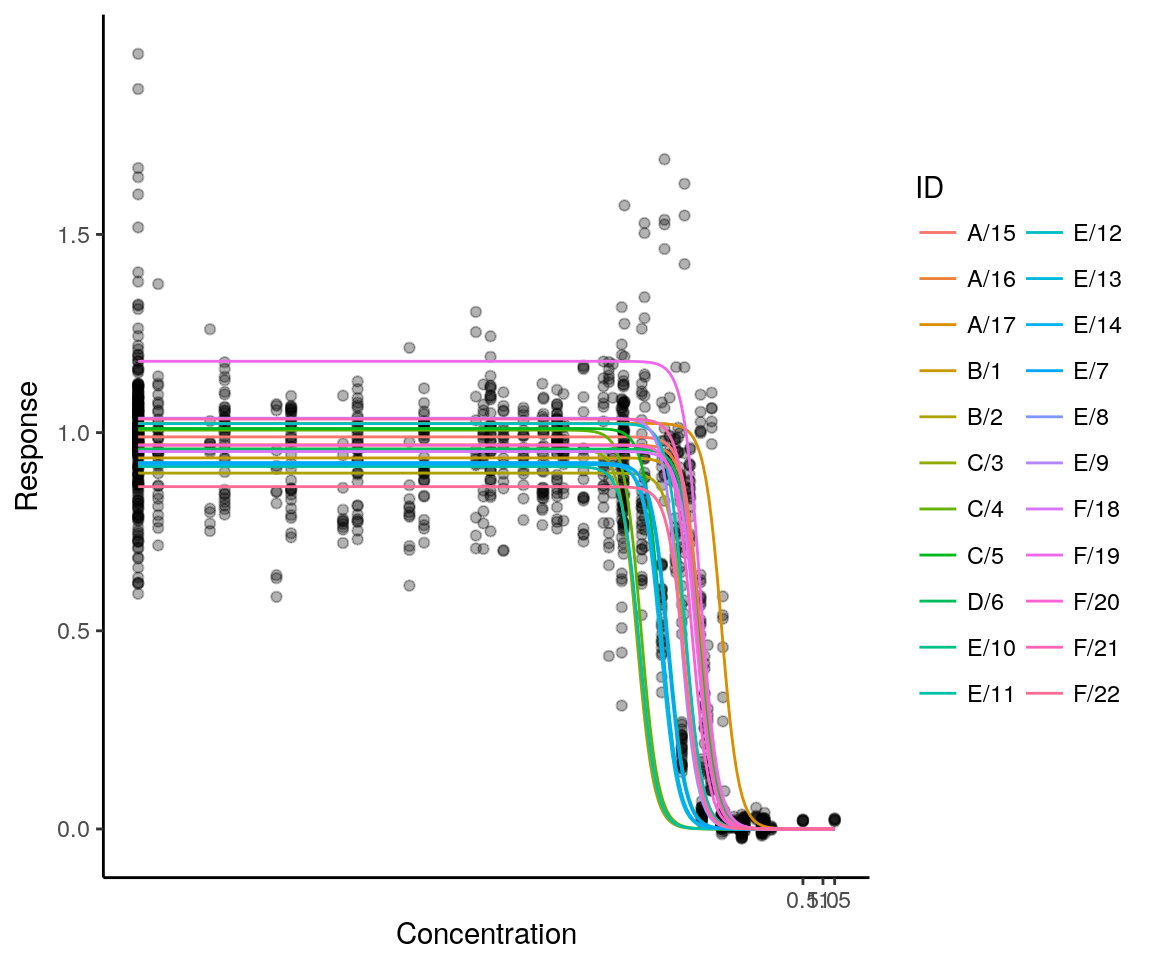 Response
1.5
1.0
0.5
0.0
Concentration
ID
A/15
A/16
A/17
B/1
B/2
C/3
C/4
C/5
D/6
E/10
E/11
E/12
E/13
E/14
E/7
E/8
E/9
F/18
F/19
F/20
F/21
F/22